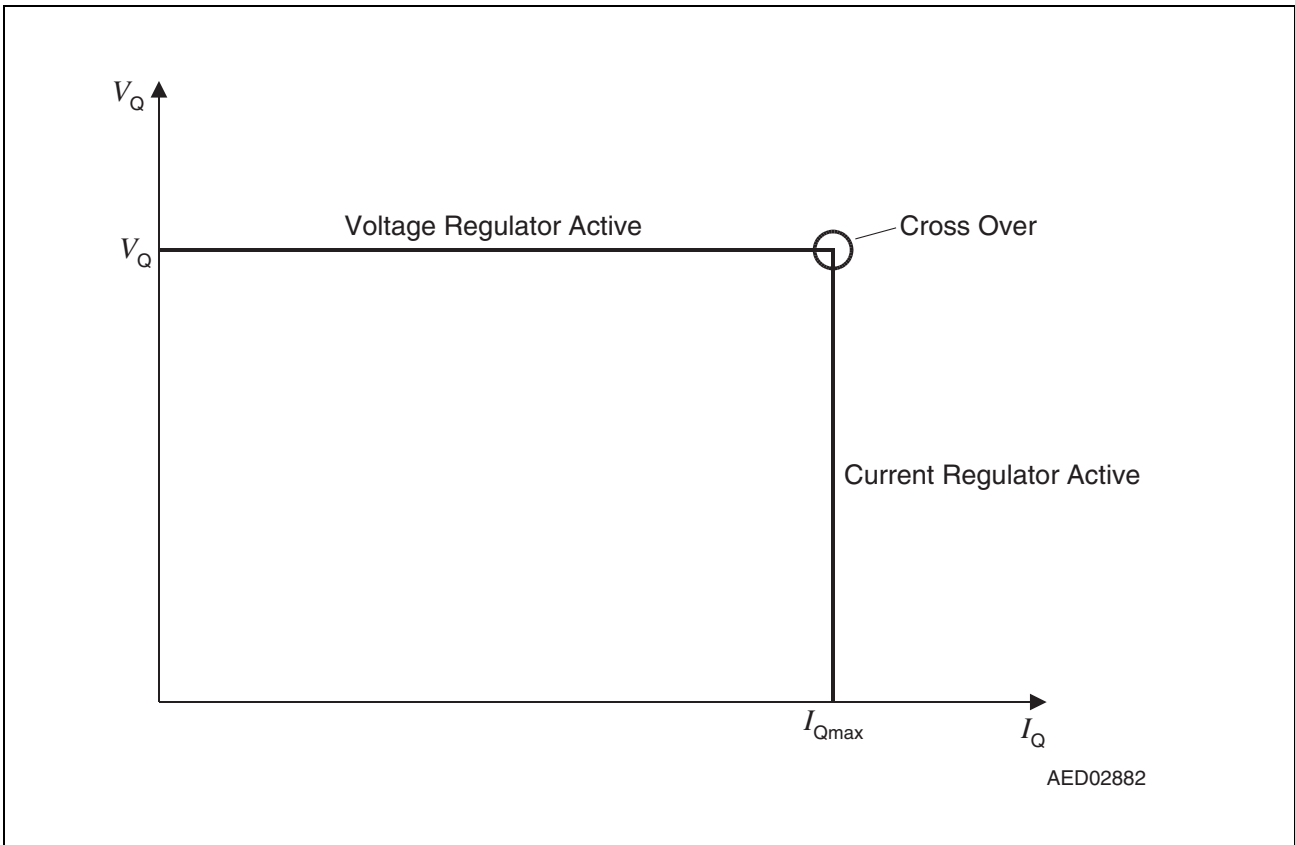 VQ
Voltage Regulator Active
Cross Over
VQ
Current Regulator Active
IQmax
IQ
AED02882